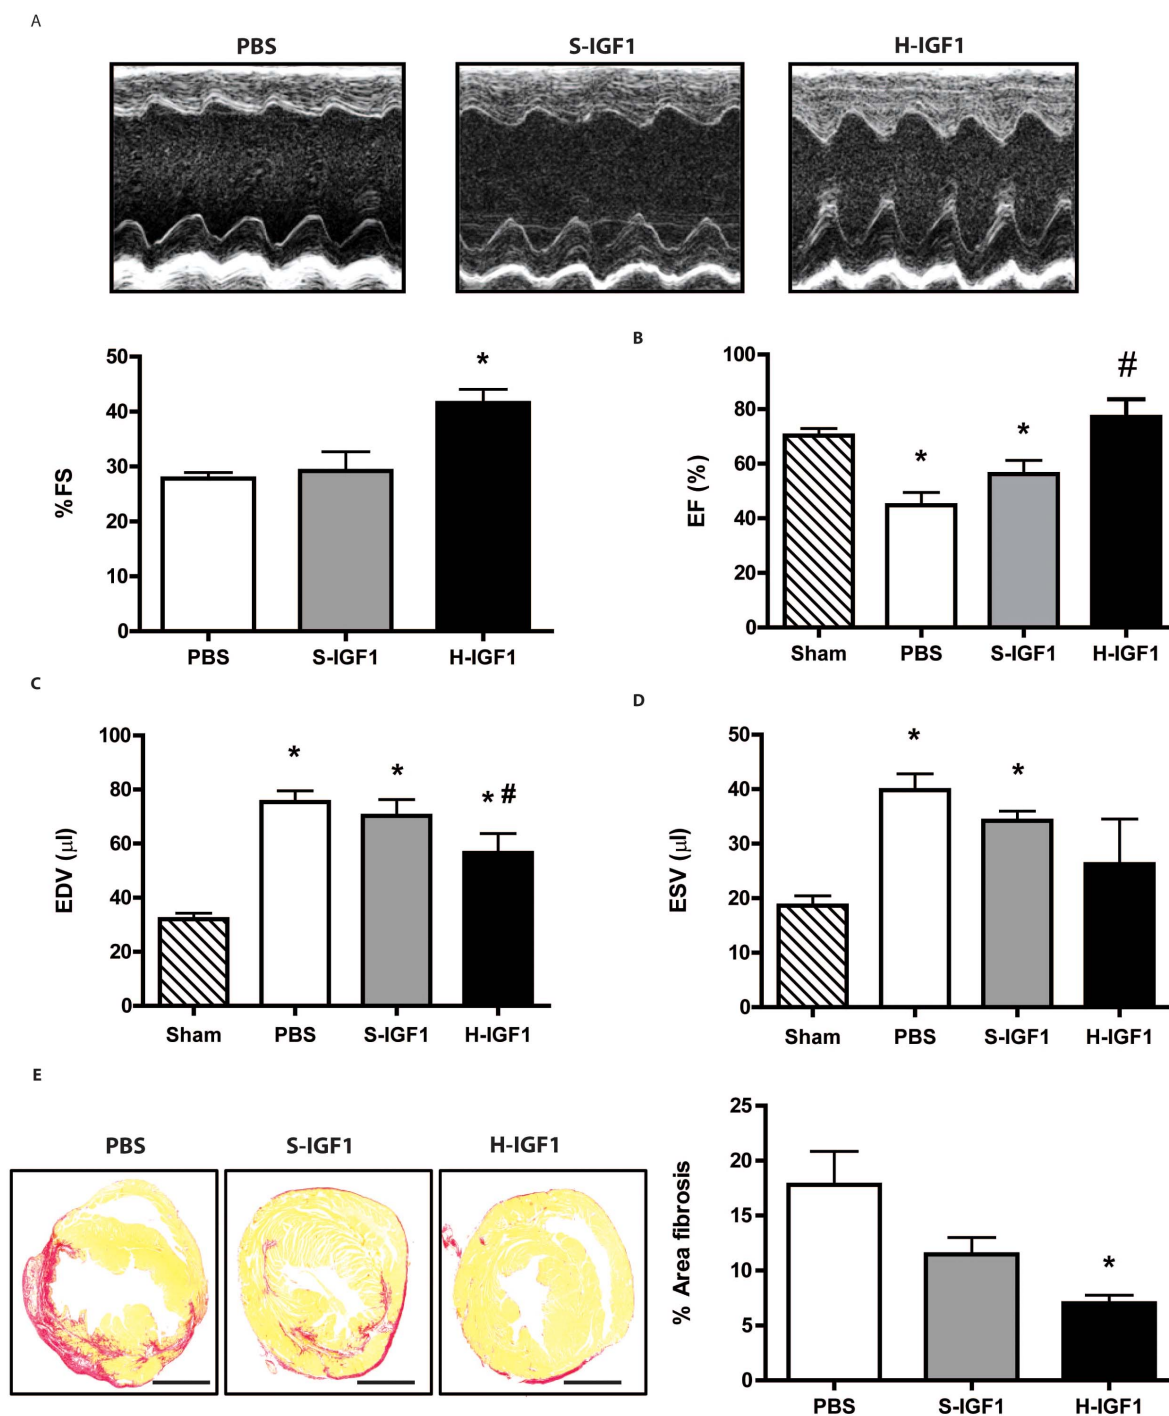 A
PBS S-IGF1 H-IGF1
50
40
30
20
10
0
%FS
*
PBS S-IGF1 H-IGF1
B
100
80
60
40
20
0
EF (%)
* * #
Sham PBS S-IGF1 H-IGF1
C
100
80
60
40
20
0
EDV (μl)
* * * #
Sham PBS S-IGF1 H-IGF1
D
50
40
30
20
10
0
ESV (μl)
* *
Sham PBS S-IGF1 H-IGF1
E
PBS S-IGF1 H-IGF1
25
20
15
10
5
0
% Area fibrosis
*
PBS S-IGF1 H-IGF1